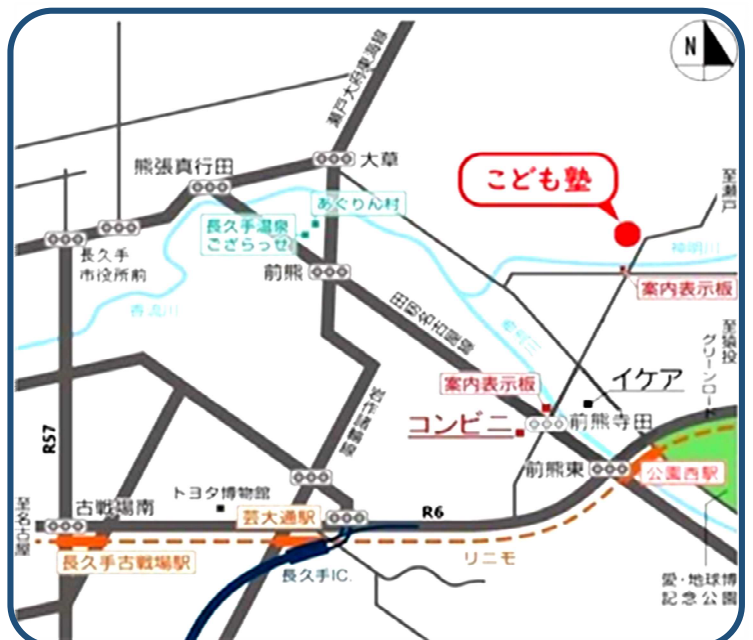 N
瀬戸大府東海線
熊張真行田
大草
こども塾
至瀬戸
あぐりん村
長久手温泉
ござらっせ
長久手
市役所前
前熊
神明川
案内表示板
香流川
田籾名古屋線
至猿投
グリーンロード
案内表示板
イケア
コンビニ
前熊寺田
岩作諸輪線
R57
前熊東
公園西駅
トヨタ博物館
古戦場南
至名古屋
芸大通駅
R6
長久手古戦場駅
リニモ
長久手IC.
愛・地球博
記念公園